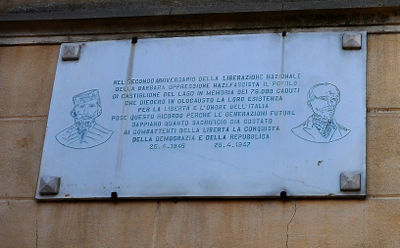 NEL SECONDO ANNIVERSARIO DELLA LIBERAZIONE NAZIONALE
DELLA BARBARA OPPRESSIONE NAZIFASCISTA IL POPOLO
DI CASTIGLIONE DEL LAGO IN MEMORIA DEI 76.000 CADUTI
CHE DIEDERO IN OLOCAUSTO LA LORO ESISTENZA
PER LA LIBERTÀ E L'ONORE DELL'ITALIA
POSE QUESTO RICORDO PERCHÈ LE GENERAZIONI FUTURE
SAPPIANO QUANTO SACRIFICIO SIA COSTATO
AI COMBATTENTI DELLA LIBERTÀ LA CONQUISTA
DELLA DEMOCRAZIA E DELLA REPUBBLICA
25.4.1945 25.4.1947